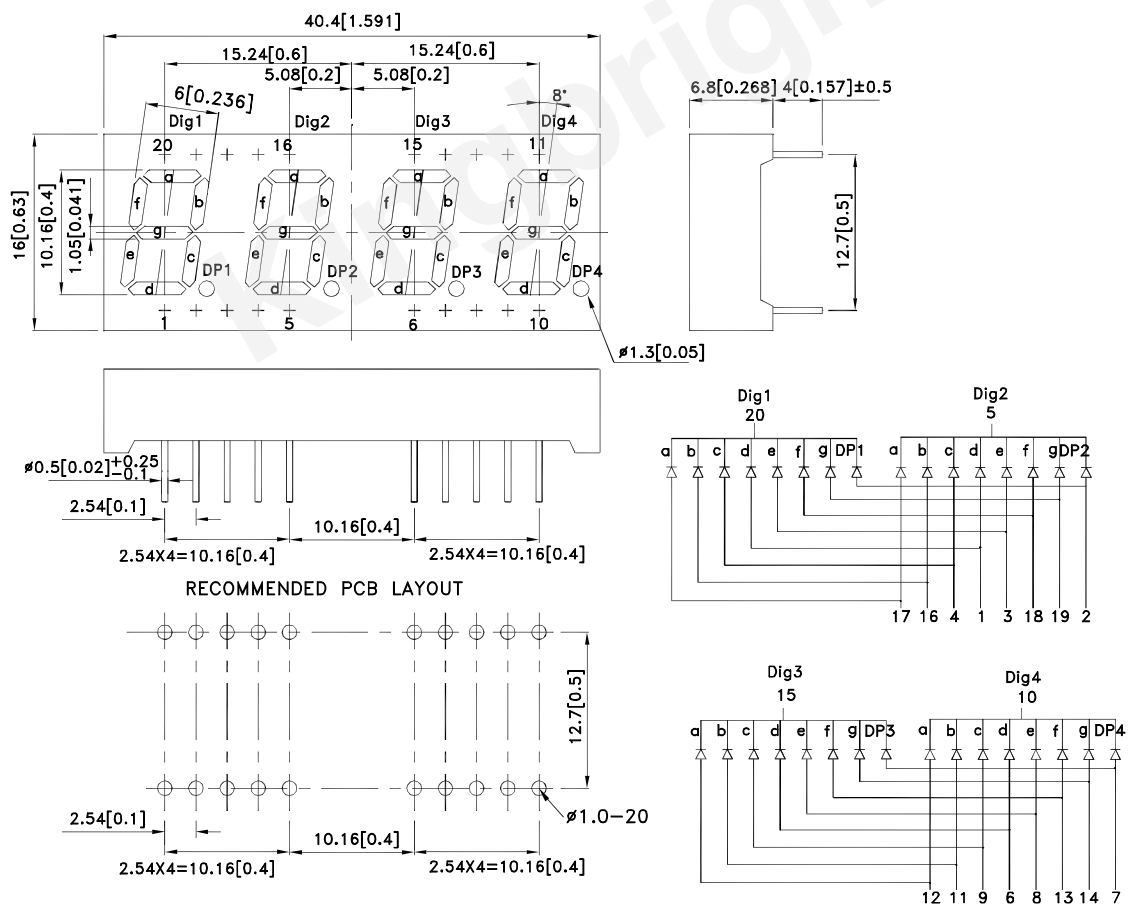 Kingbright
40.4[1.591]
15.24[0.6] 15.24[0.6]
5.08[0.2] 5.08[0.2]
6[0.236] 8°
Dig1 Dig2 Dig3 Dig4
20 16 15 11
a a a a
f b f b f b f b
g g g g
e c e c e c e c
DP1 DP2 DP3 DP4
d d d d
1 5 6 10
16[0.63]
10.16[0.4]
1.05[0.041]
ø1.3[0.05]
6.8[0.268] 4[0.157]±0.5
12.7[0.5]
ø0.5[0.02]+0.25 -0.1
2.54[0.1]
10.16[0.4]
2.54X4=10.16[0.4] 2.54X4=10.16[0.4]
RECOMMENDED PCB LAYOUT
12.7[0.5]
ø1.0-20
2.54[0.1]
10.16[0.4]
2.54X4=10.16[0.4] 2.54X4=10.16[0.4]
Dig1 Dig2
20 5
a b c d e f g DP1 a b c d e f g DP2
17 16 4 1 3 18 19 2
Dig3 Dig4
15 10
a b c d e f g DP3 a b c d e f g DP4
12 11 9 6 8 13 14 7